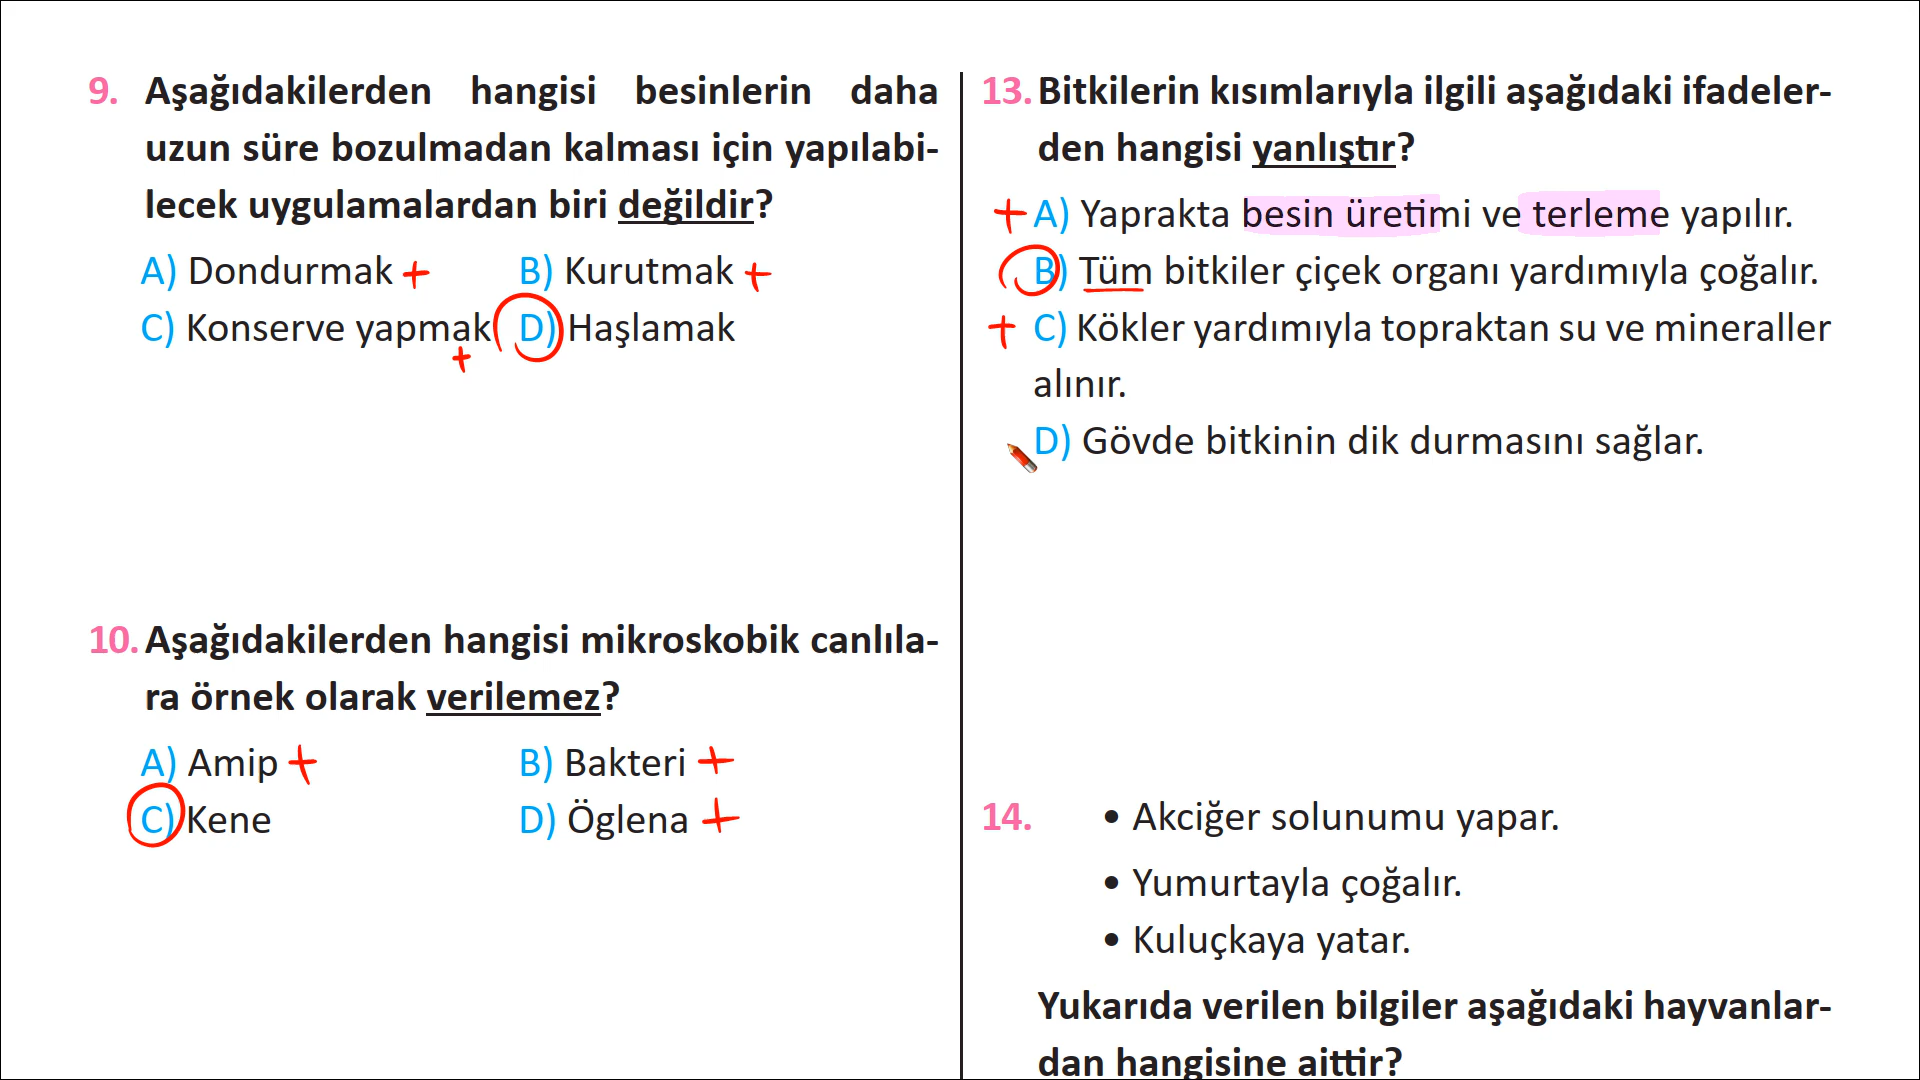 9. Aşağıdakilerden hangisi besinlerin daha
uzun süre bozulmadan kalması için yapılabi-
lecek uygulamalardan biri değildir?
A) Dondurmak + B) Kurutmak +
C) Konserve yapmak + D) Haşlamak
10. Aşağıdakilerden hangisi mikroskobik canlıla-
ra örnek olarak verilemez?
A) Amip + B) Bakteri +
C) Kene D) Öglena +
13. Bitkilerin kısımlarıyla ilgili aşağıdaki ifadeler-
den hangisi yanlıştır?
+ A) Yaprakta besin üretimi ve terleme yapılır.
B) Tüm bitkiler çiçek organı yardımıyla çoğalır.
+ C) Kökler yardımıyla topraktan su ve mineraller
alınır.
D) Gövde bitkinin dik durmasını sağlar.
14. • Akciğer solunumu yapar.
• Yumurtayla çoğalır.
• Kuluçkaya yatar.
Yukarıda verilen bilgiler aşağıdaki hayvanlar-
dan hangisine aittir?